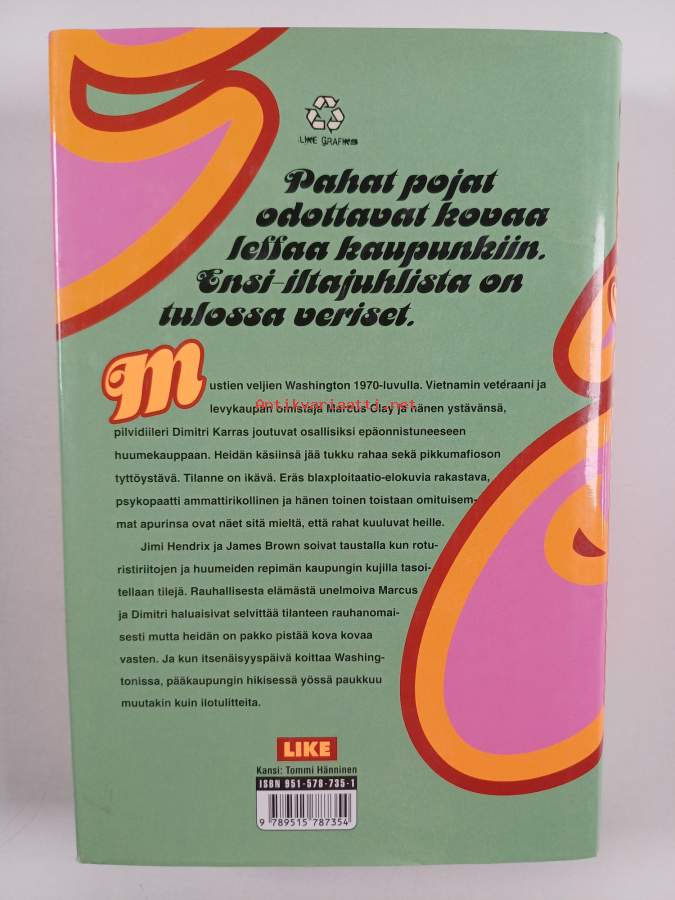 LIKE GRAFIIKKA
Pahat pojat
odottavat kovaa
leffaa kaupunkiin.
Ensi-iltajuhlista on
tulossa veriset.
Mustien veljien Washington 1970-luvulla. Vietnamin veteraani ja
Antikvariaatti.net
levykaupan omistaja Marcus Clay ja hänen ystävänsä,
pilvidiileri Dimitri Karras joutuvat osallisiksi epäonnistuneeseen
huumekauppaan. Heidän käsiinsä jää tukku rahaa sekä pikkumafioson
tyttöystävä. Tilanne on ikävä. Eräs blaxploitaatio-elokuvia rakastava,
psykopaatti ammattirikollinen ja hänen toinen toistaan omituisem-
mat apurinsa ovat näet sitä mieltä, että rahat kuuluvat heille.
Jimi Hendrix ja James Brown soivat taustalla kun rotu-
ristiriitojen ja huumeiden repimän kaupungin kujilla tasoi-
tellaan tilejä. Rauhallisesta elämästä unelmoiva Marcus
ja Dimitri haluaisivat selvittää tilanteen rauhanomai-
sesti mutta heidän on pakko pistää kova kovaa
vasten. Ja kun itsenäisyyspäivä koittaa Washing-
tonissa, pääkaupungin hikisessä yössä paukkuu
muutakin kuin ilotulitteita.
LIKE
Kansi: Tommi Hänninen
ISBN 951-578-735-1
9 789515 787354